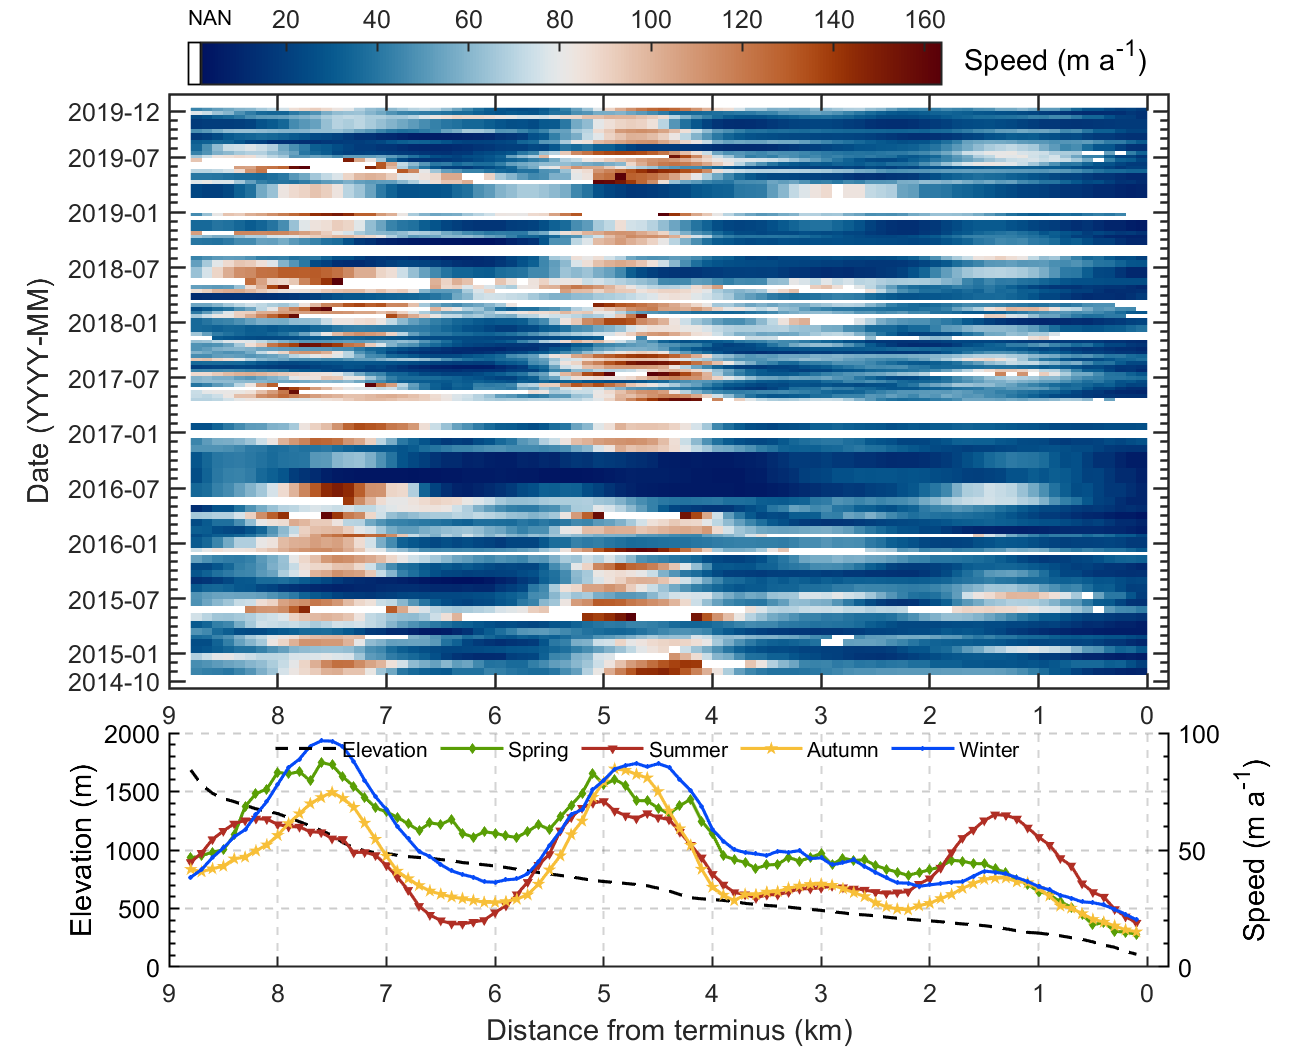 NAN 20 40 60 80 100 120 140 160
Speed (m a-1)
Date (YYYY-MM)
2019-12
2019-07
2019-01
2018-07
2018-01
2017-07
2017-01
2016-07
2016-01
2015-07
2015-01
2014-10
9 8 7 6 5 4 3 2 1 0
Elevation (m)
2000
1500
1000
500
0
Elevation Spring Summer Autumn Winter
100
50
0
Speed (m a-1)
9 8 7 6 5 4 3 2 1 0
Distance from terminus (km)